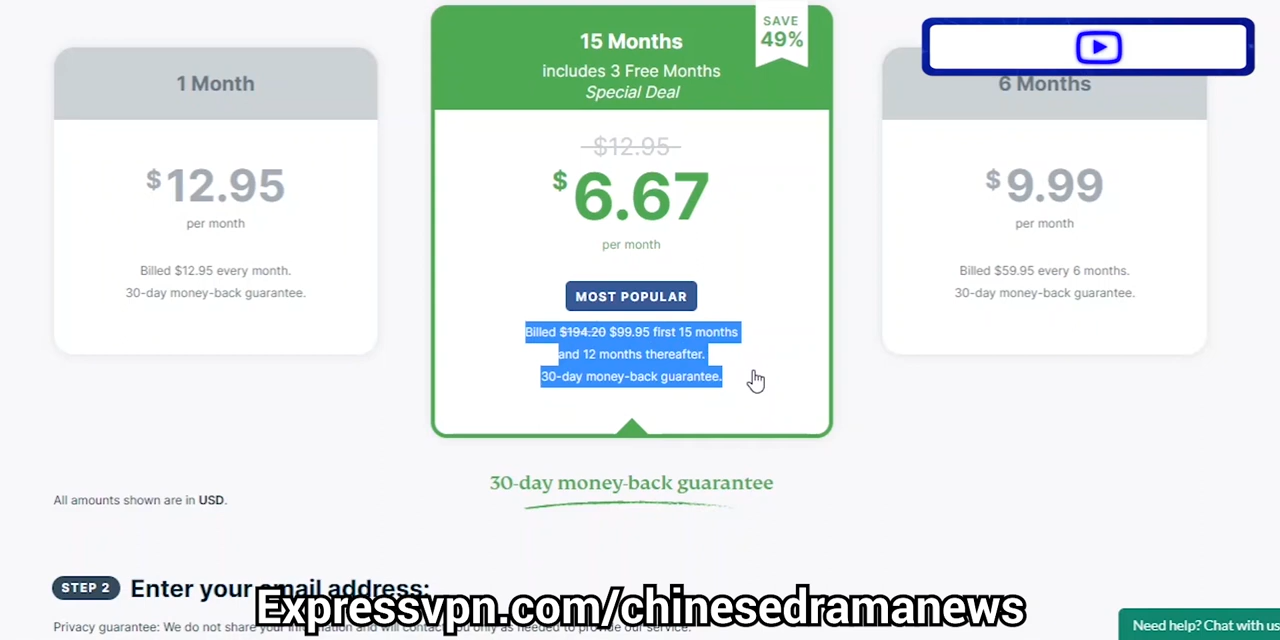 1 Month
$12.95
per month
Billed $12.95 every month.
30-day money-back guarantee.
SAVE
49%
15 Months
includes 3 Free Months
Special Deal
$12.95
$6.67
per month
MOST POPULAR
Billed $194.20 $99.95 first 15 months
and 12 months thereafter.
30-day money-back guarantee.
6 Months
$9.99
per month
Billed $59.95 every 6 months.
30-day money-back guarantee.
30-day money-back guarantee
All amounts shown are in USD.
STEP 2 Enter your email address:
Expressvpn.com/chinesedramanews
Privacy guarantee: We do not share your information and will contact you only as needed to provide our service.
Need help? Chat with us